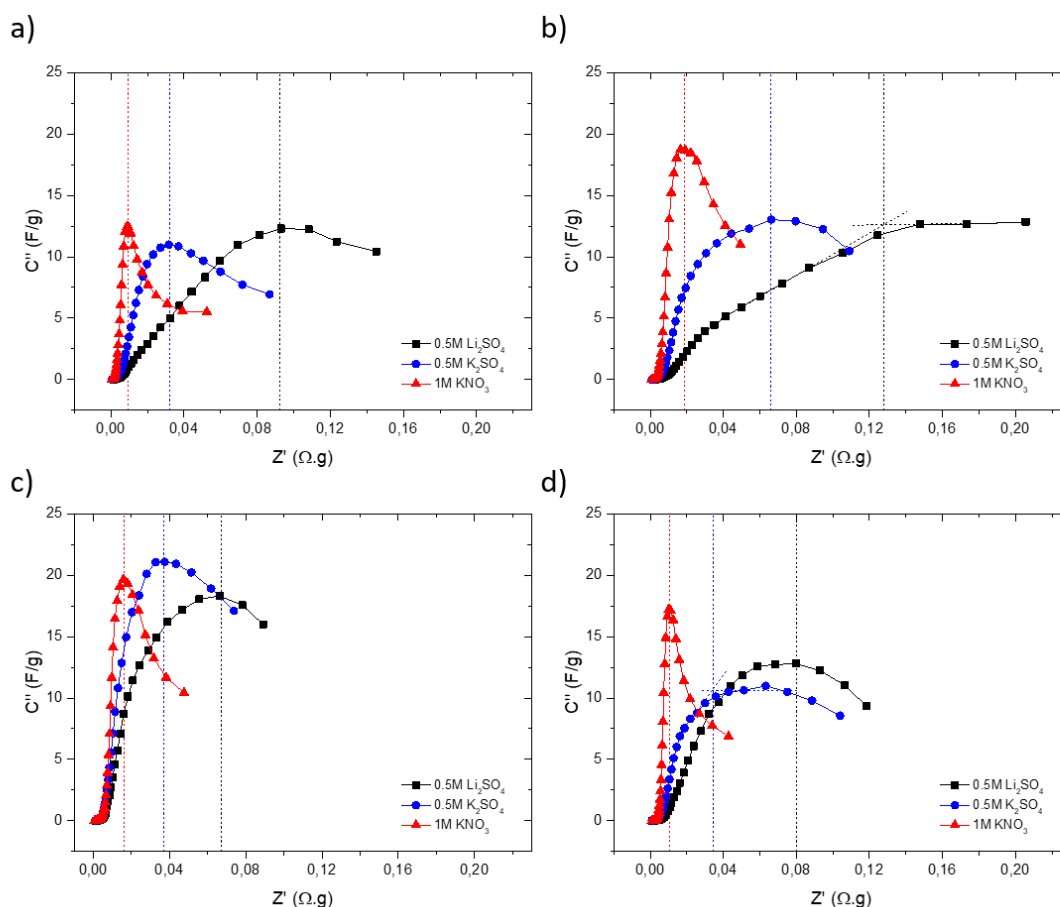 a)
25
20
15
10
5
0
C'' (F/g)
0,00 0,04 0,08 0,12 0,16 0,20
Z' (Ω.g)
0.5M Li₂SO₄
0.5M K₂SO₄
1M KNO₃
b)
25
20
15
10
5
0
C'' (F/g)
0,00 0,04 0,08 0,12 0,16 0,20
Z' (Ω.g)
0.5M Li₂SO₄
0.5M K₂SO₄
1M KNO₃
c)
25
20
15
10
5
0
C'' (F/g)
0,00 0,04 0,08 0,12 0,16 0,20
Z' (Ω.g)
0.5M Li₂SO₄
0.5M K₂SO₄
1M KNO₃
d)
25
20
15
10
5
0
C'' (F/g)
0,00 0,04 0,08 0,12 0,16 0,20
Z' (Ω.g)
0.5M Li₂SO₄
0.5M K₂SO₄
1M KNO₃